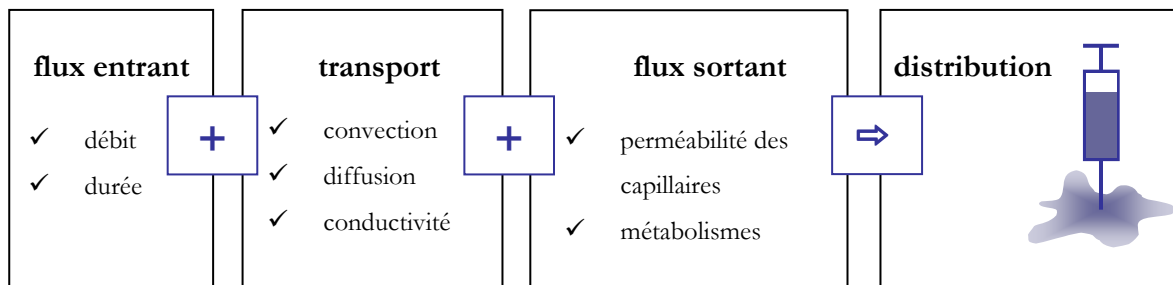 flux entrant
✓ débit
✓ durée
+
transport
✓ convection
✓ diffusion
✓ conductivité
+
flux sortant
✓ perméabilité des
capillaires
✓ métabolismes
⇨
distribution